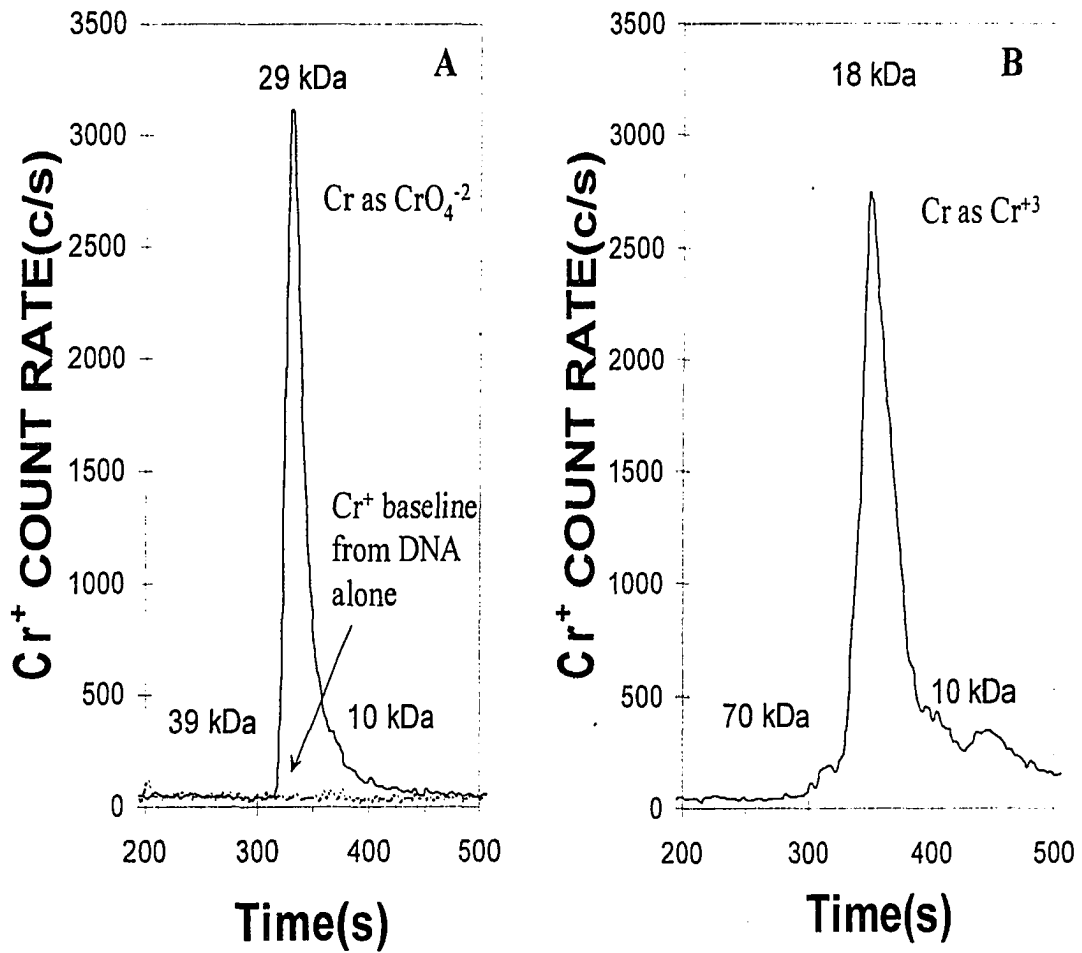 A
29 kDa
Cr as CrO₄⁻²
Cr⁺ baseline
from DNA
alone
39 kDa
10 kDa
3500
3000
2500
2000
1500
1000
500
0
200
300
400
500
Cr⁺ COUNT RATE(c/s)
Time(s)
B
18 kDa
Cr as Cr⁺³
70 kDa
10 kDa
3500
3000
2500
2000
1500
1000
500
0
200
300
400
500
Cr⁺ COUNT RATE(c/s)
Time(s)